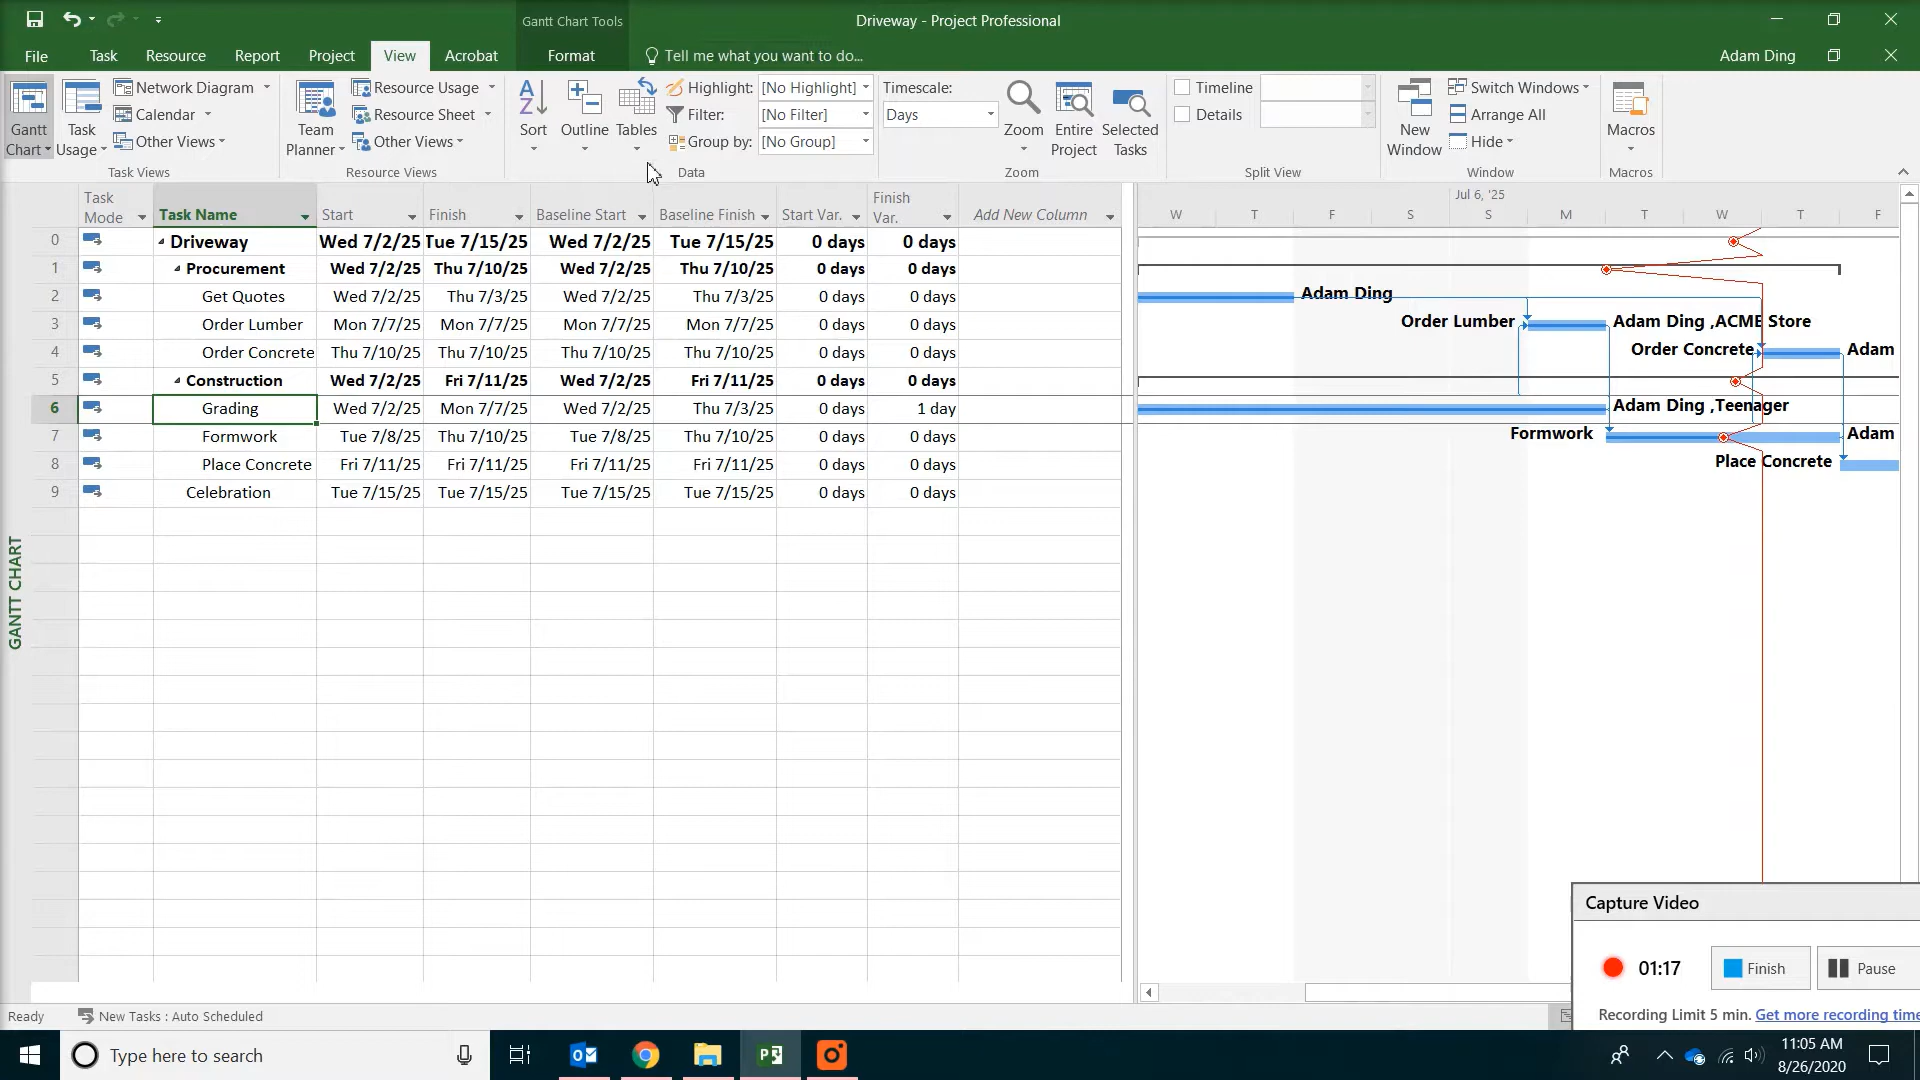 Gantt Chart Tools
Driveway - Project Professional
File Task Resource Report Project View Acrobat Format Tell me what you want to do... Adam Ding
Gantt Chart
Task Usage
Network Diagram
Calendar
Other Views
Task Views
Team Planner
Resource Usage
Resource Sheet
Other Views
Resource Views
Sort
Outline
Tables
Highlight: [No Highlight]
Filter: [No Filter]
Group by: [No Group]
Data
Timescale:
Days
Zoom
Entire Project
Selected Tasks
Zoom
Timeline
Details
Split View
New Window
Switch Windows
Arrange All
Hide
Window
Macros
Macros
Task Mode Task Name Start Finish Baseline Start Baseline Finish Start Var. Finish Var. Add New Column
0 Driveway Wed 7/2/25 Tue 7/15/25 Wed 7/2/25 Tue 7/15/25 0 days 0 days
1 Procurement Wed 7/2/25 Thu 7/10/25 Wed 7/2/25 Thu 7/10/25 0 days 0 days
2 Get Quotes Wed 7/2/25 Thu 7/3/25 Wed 7/2/25 Thu 7/3/25 0 days 0 days
3 Order Lumber Mon 7/7/25 Mon 7/7/25 Mon 7/7/25 Mon 7/7/25 0 days 0 days
4 Order Concrete Thu 7/10/25 Thu 7/10/25 Thu 7/10/25 Thu 7/10/25 0 days 0 days
5 Construction Wed 7/2/25 Fri 7/11/25 Wed 7/2/25 Fri 7/11/25 0 days 0 days
6 Grading Wed 7/2/25 Mon 7/7/25 Wed 7/2/25 Thu 7/3/25 0 days 1 day
7 Formwork Tue 7/8/25 Thu 7/10/25 Tue 7/8/25 Thu 7/10/25 0 days 0 days
8 Place Concrete Fri 7/11/25 Fri 7/11/25 Fri 7/11/25 Fri 7/11/25 0 days 0 days
9 Celebration Tue 7/15/25 Tue 7/15/25 Tue 7/15/25 Tue 7/15/25 0 days 0 days
GANTT CHART
Jul 6, '25
W T F S S M T W T F
Adam Ding
Order Lumber Adam Ding ,ACME Store
Order Concrete Adam
Adam Ding ,Teenager
Formwork Adam
Place Concrete
Capture Video
01:17 Finish Pause
Recording Limit 5 min. Get more recording time
Ready New Tasks : Auto Scheduled
Type here to search
11:05 AM
8/26/2020